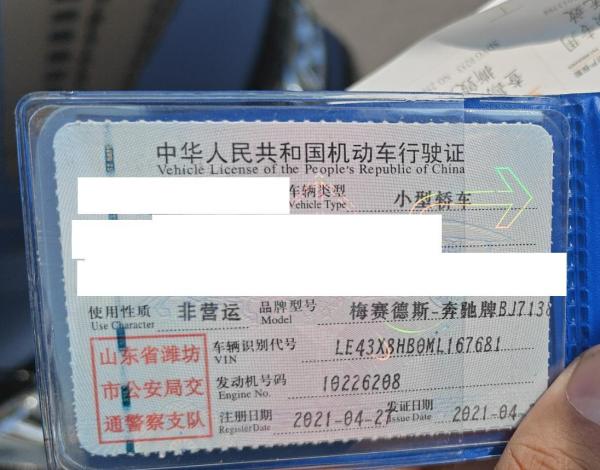 中华人民共和国机动车行驶证
Vehicle License of the People's Republic of China
车辆类型 小型轿车
Vehicle Type
使用性质 非营运 品牌型号 梅赛德斯-奔驰牌BJ7138
Use Character Model
山东省潍坊
市公安局交
通警察支队
车辆识别代号 LE43X8HB0ML167681
VIN
发动机号码 10226208
Engine No.
注册日期 2021-04-27 发证日期 2021-04-
Register Date Issue Date